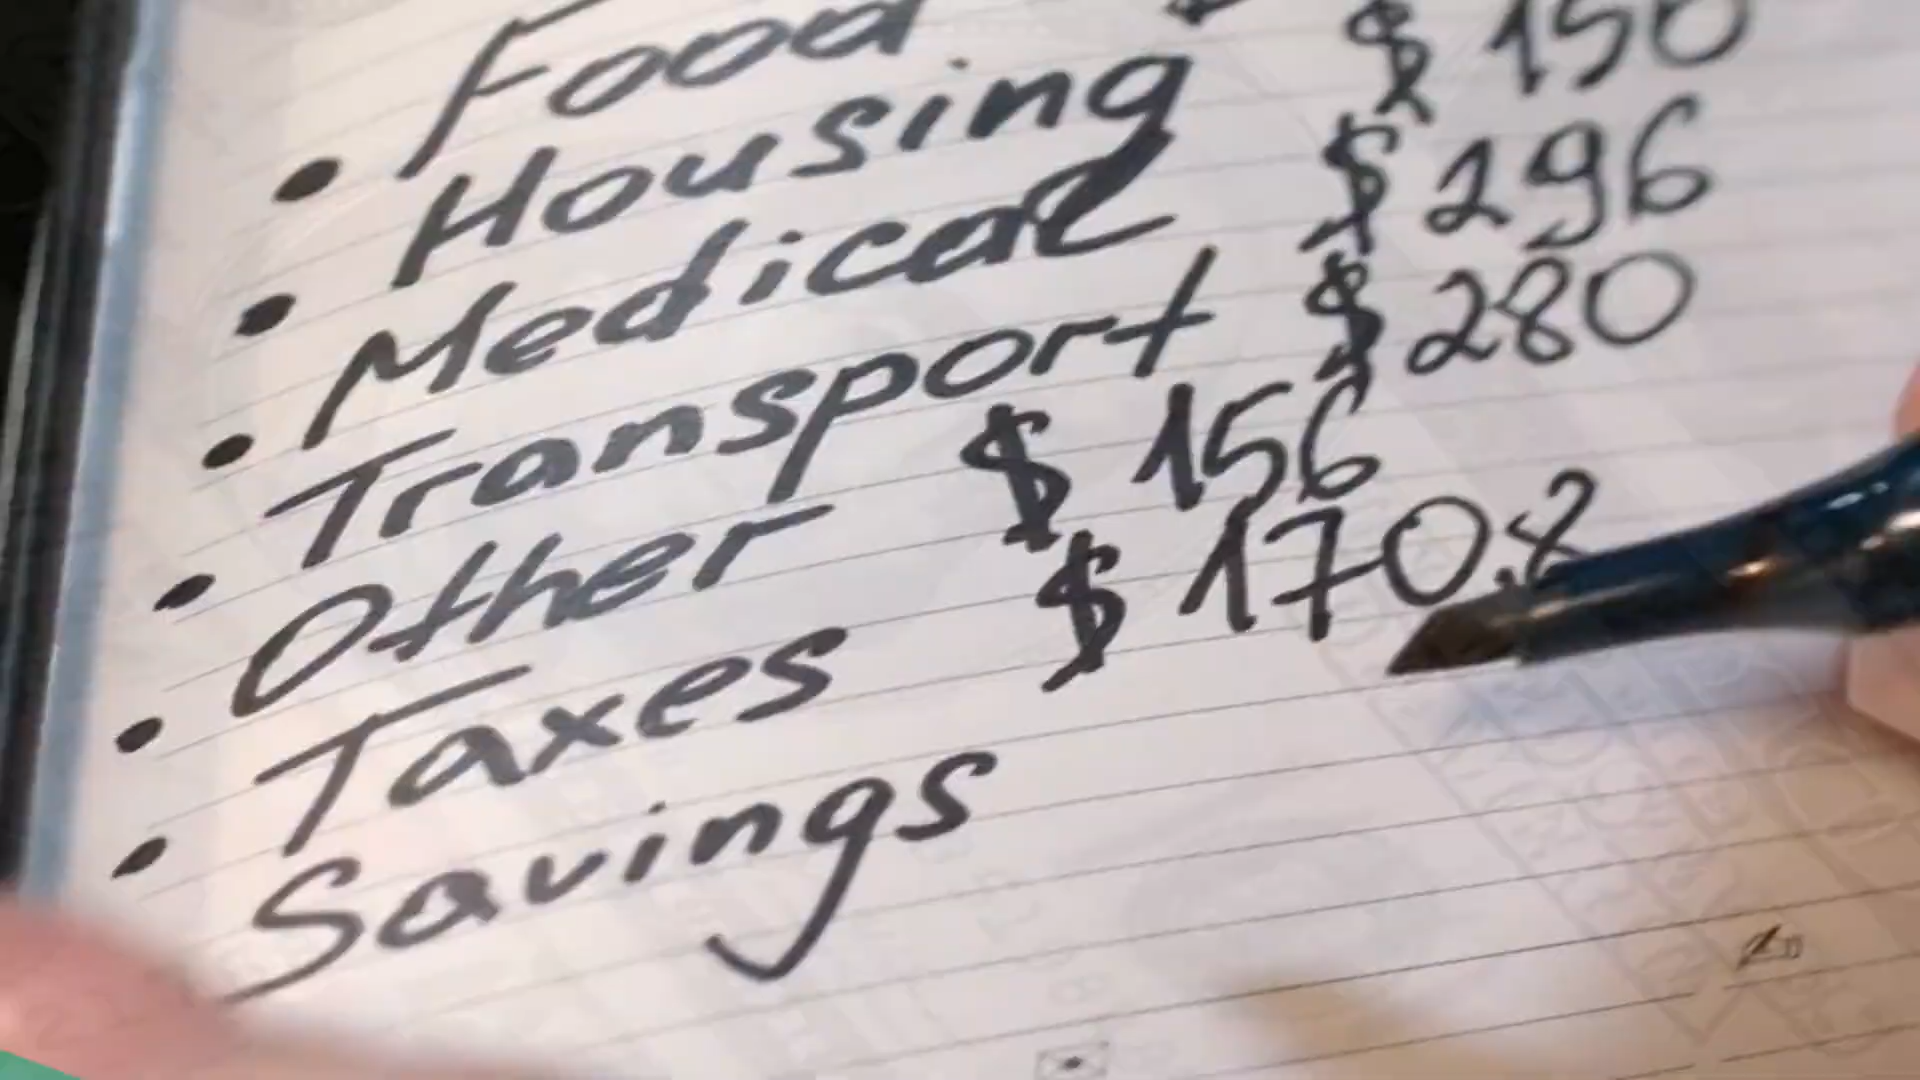 • Food
• Housing $ 150
• Medical $ 296
• Transport $ 280
• Other $ 156
• Taxes $ 170.8
Savings